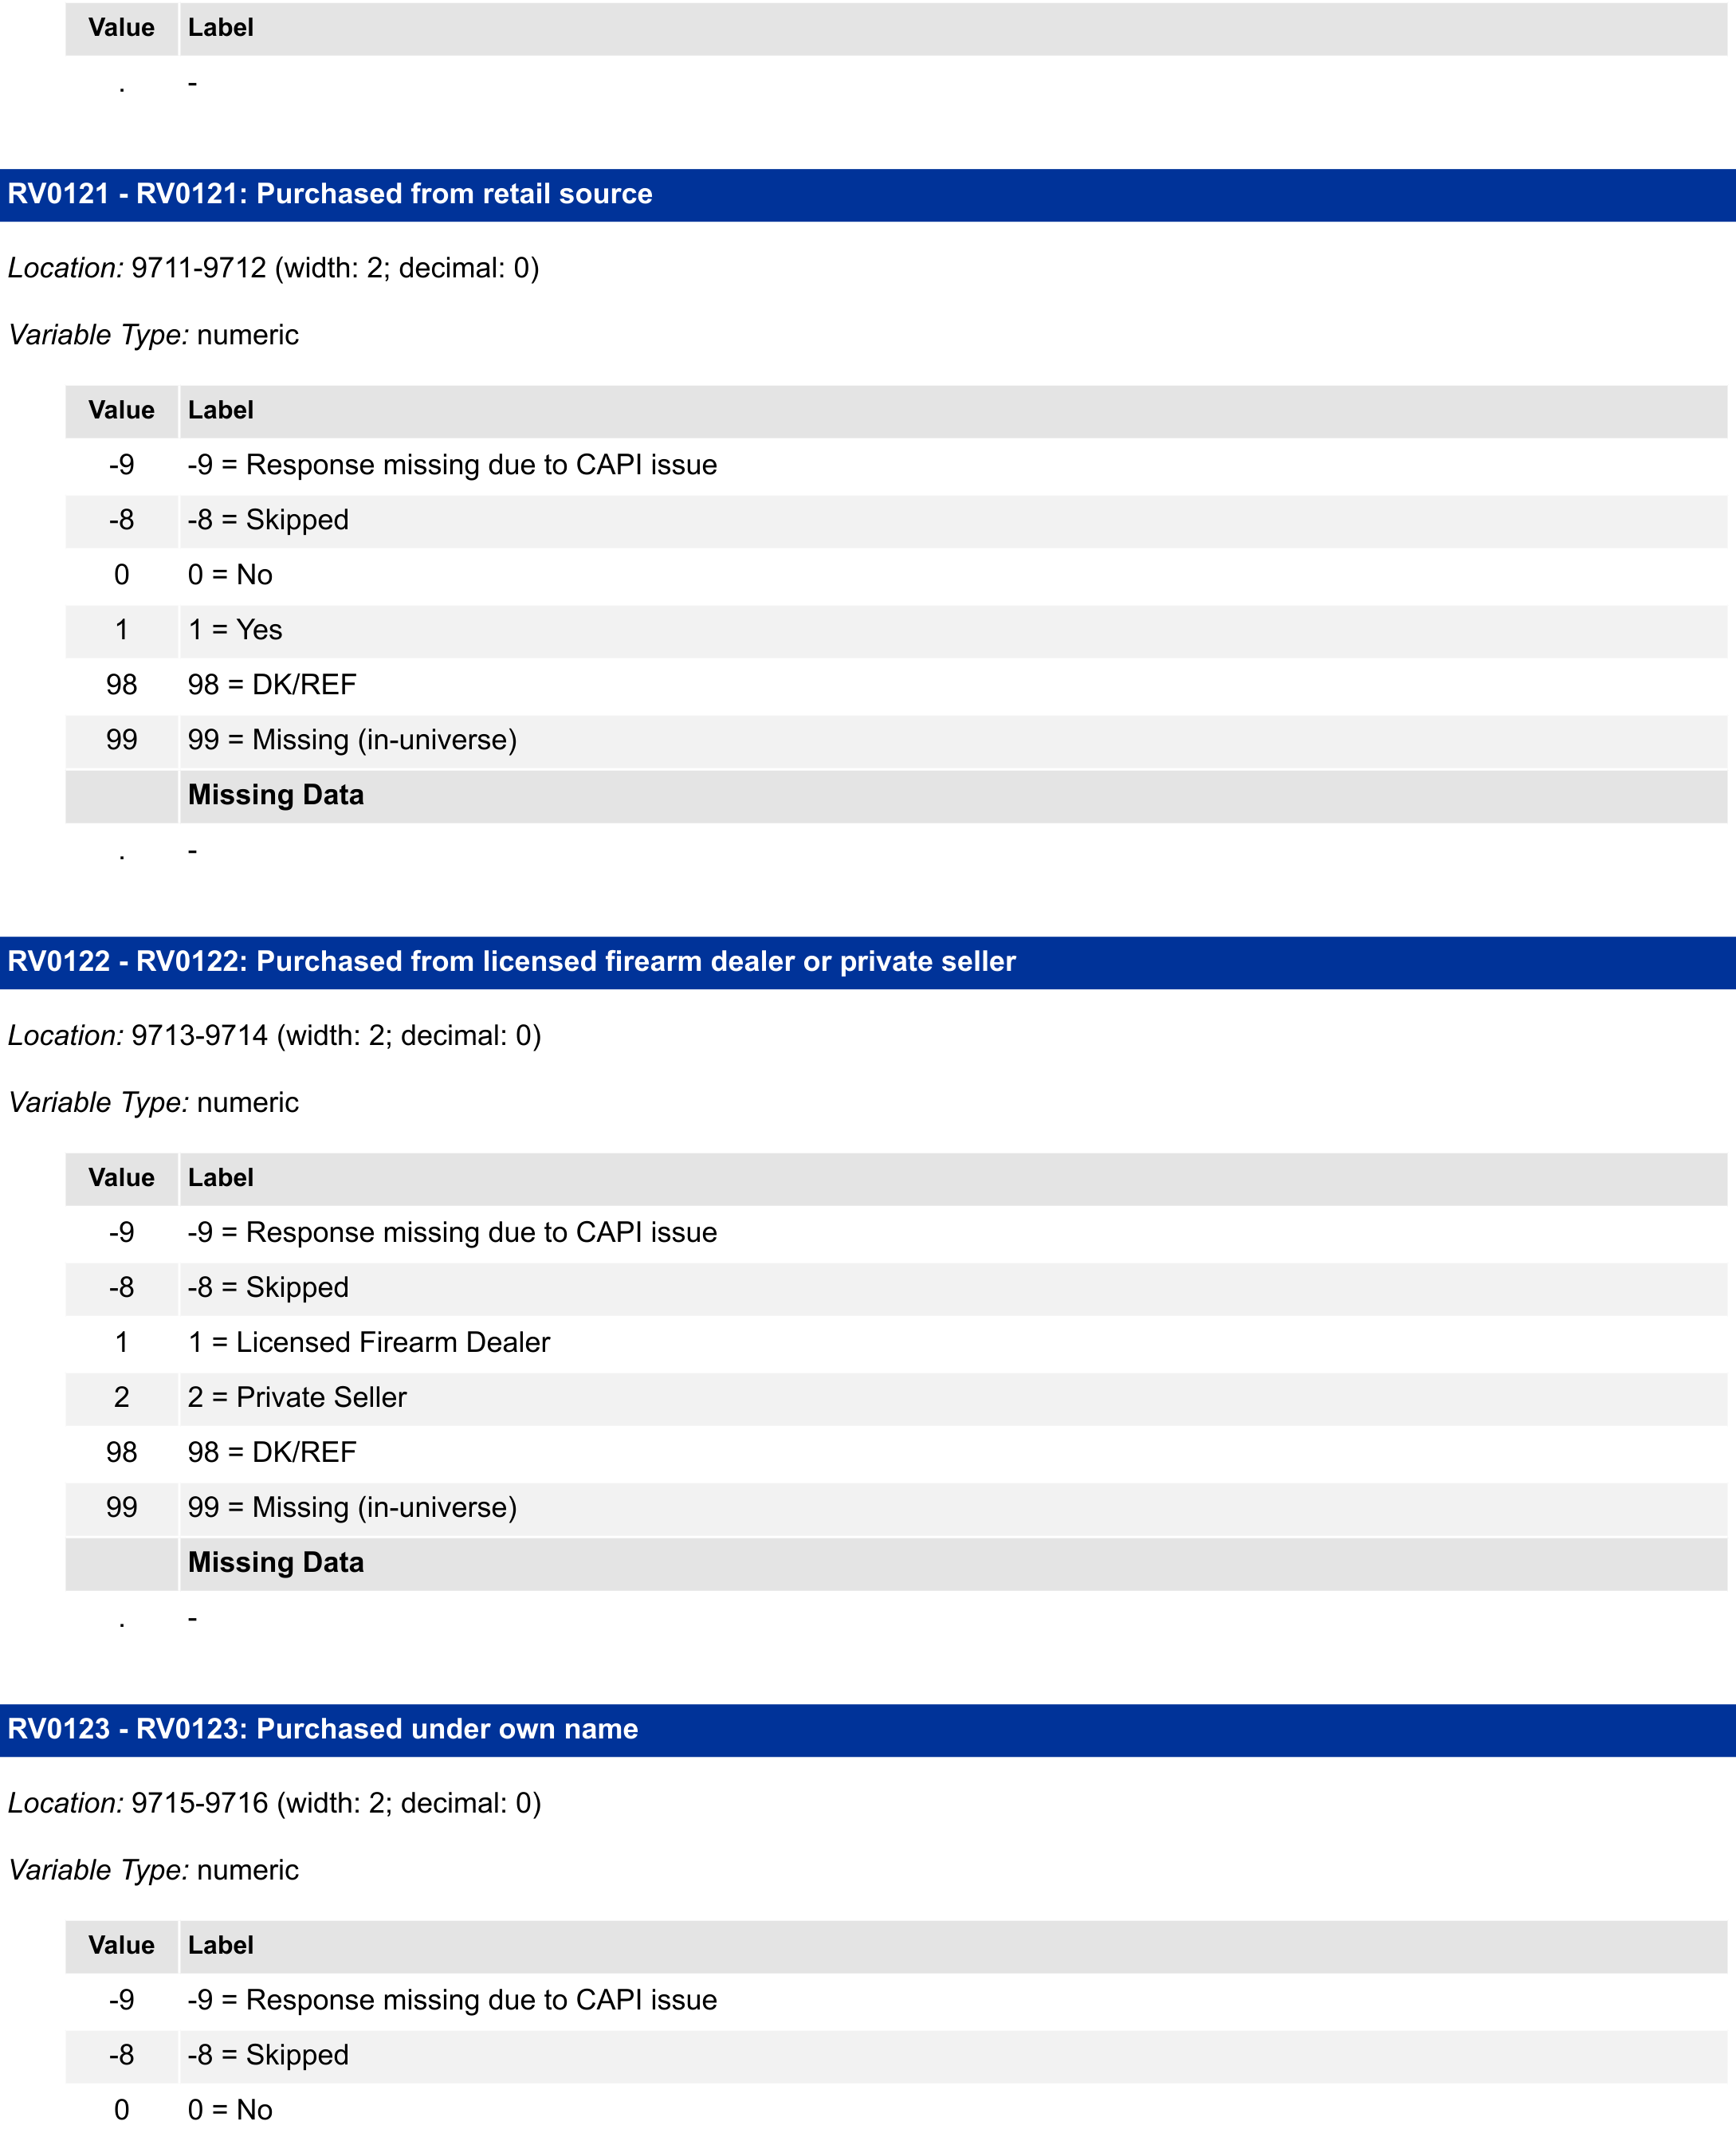 Value Label
. -
RV0121 - RV0121: Purchased from retail source
Location: 9711-9712 (width: 2; decimal: 0)
Variable Type: numeric
Value Label
-9 -9 = Response missing due to CAPI issue
-8 -8 = Skipped
0 0 = No
1 1 = Yes
98 98 = DK/REF
99 99 = Missing (in-universe)
Missing Data
. -
RV0122 - RV0122: Purchased from licensed firearm dealer or private seller
Location: 9713-9714 (width: 2; decimal: 0)
Variable Type: numeric
Value Label
-9 -9 = Response missing due to CAPI issue
-8 -8 = Skipped
1 1 = Licensed Firearm Dealer
2 2 = Private Seller
98 98 = DK/REF
99 99 = Missing (in-universe)
Missing Data
. -
RV0123 - RV0123: Purchased under own name
Location: 9715-9716 (width: 2; decimal: 0)
Variable Type: numeric
Value Label
-9 -9 = Response missing due to CAPI issue
-8 -8 = Skipped
0 0 = No